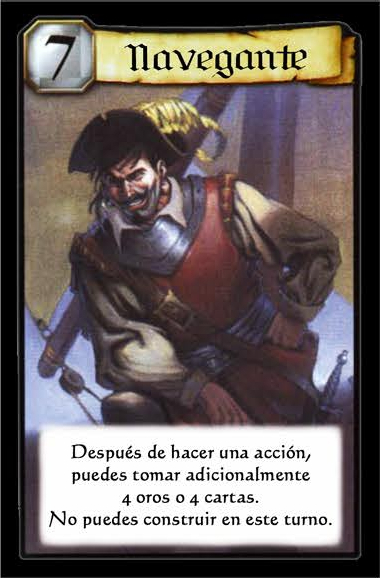 7
Navegante
Después de hacer una acción,
puedes tomar adicionalmente
4 oros o 4 cartas.
No puedes construir en este turno.